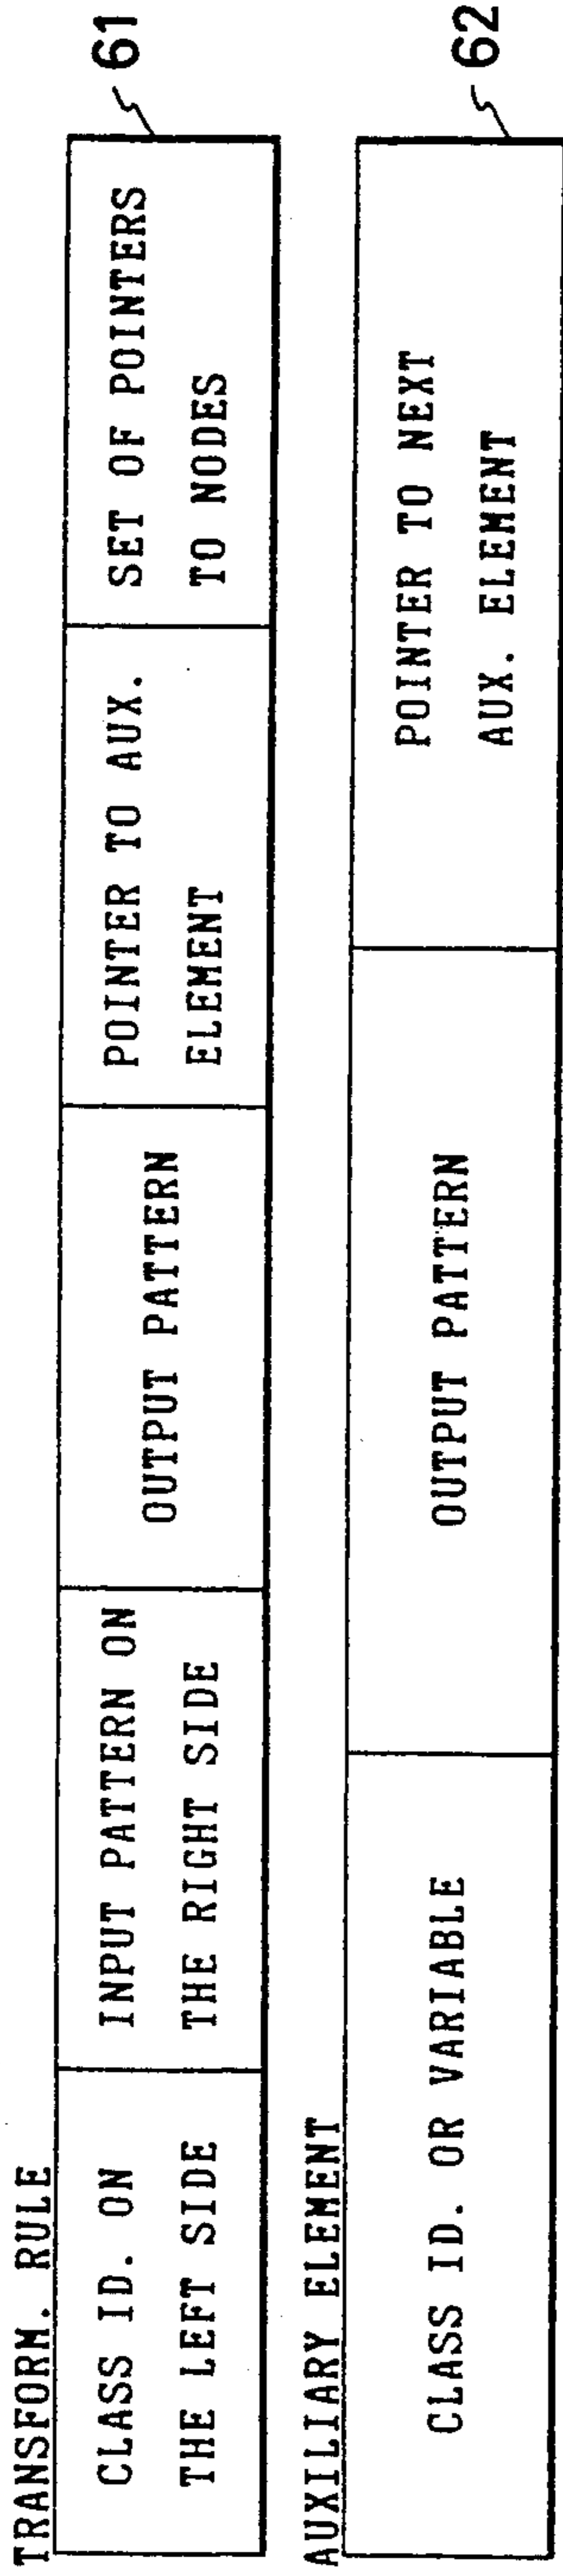 TRANSFORM. RULE
CLASS ID. ON
THE LEFT SIDE
INPUT PATTERN ON
THE RIGHT SIDE
OUTPUT PATTERN
POINTER TO AUX.
ELEMENT
SET OF POINTERS
TO NODES
61
AUXILIARY ELEMENT
CLASS ID. OR VARIABLE
OUTPUT PATTERN
POINTER TO NEXT
AUX. ELEMENT
62